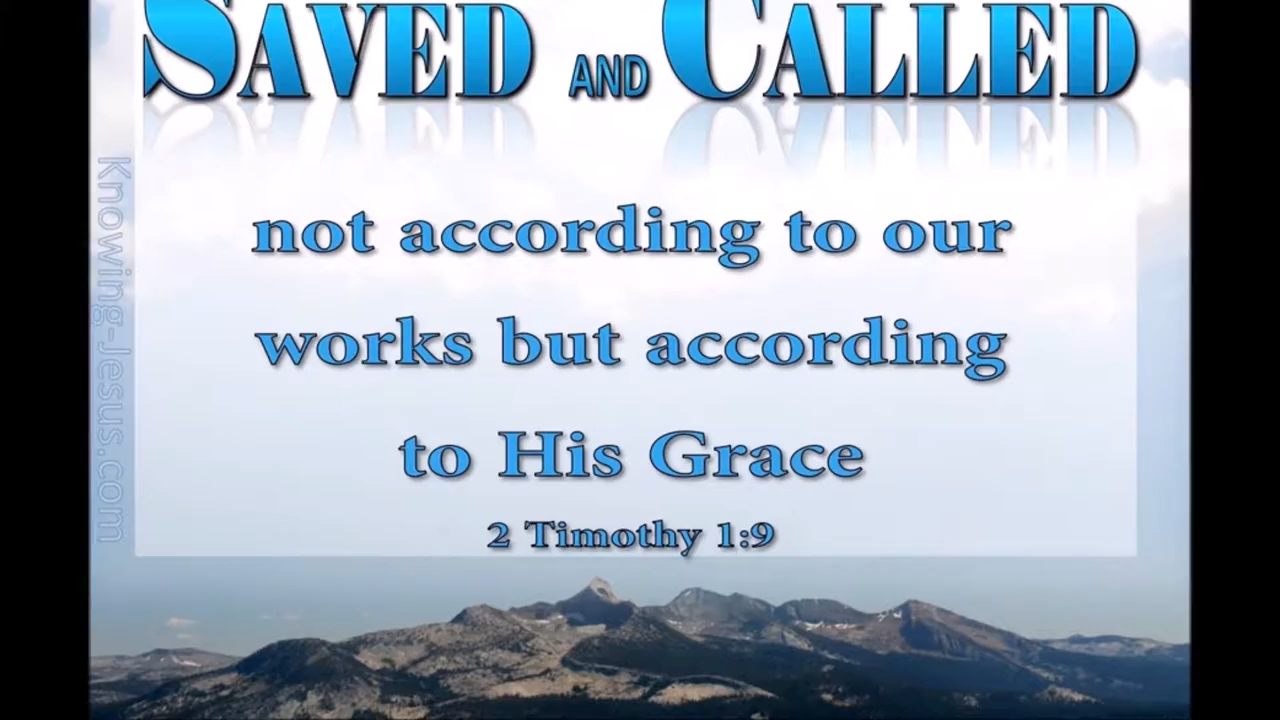 SAVED AND CALLED
not according to our
works but according
to His Grace
2 Timothy 1:9
Knowing-Jesus.com